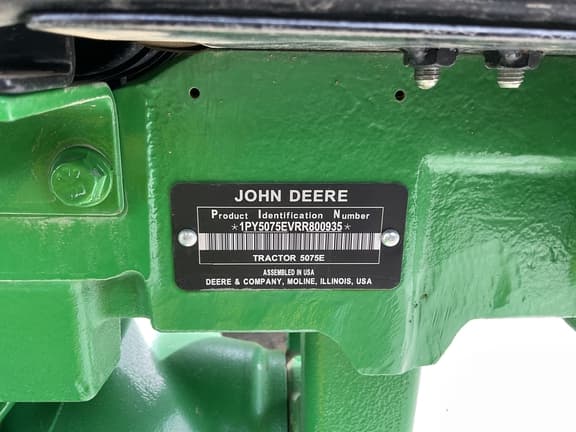 JOHN DEERE
Product Identification Number
*1PY5075EVRR800935*
TRACTOR 5075E
ASSEMBLED IN USA
DEERE & COMPANY, MOLINE, ILLINOIS, USA